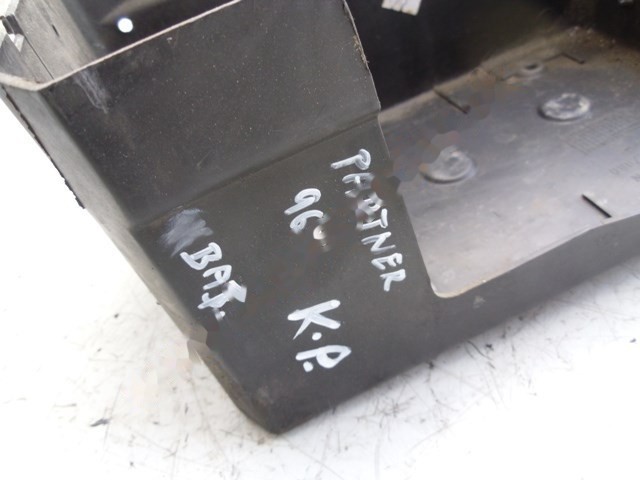 PARTNER
96-
BAT.
K.P.